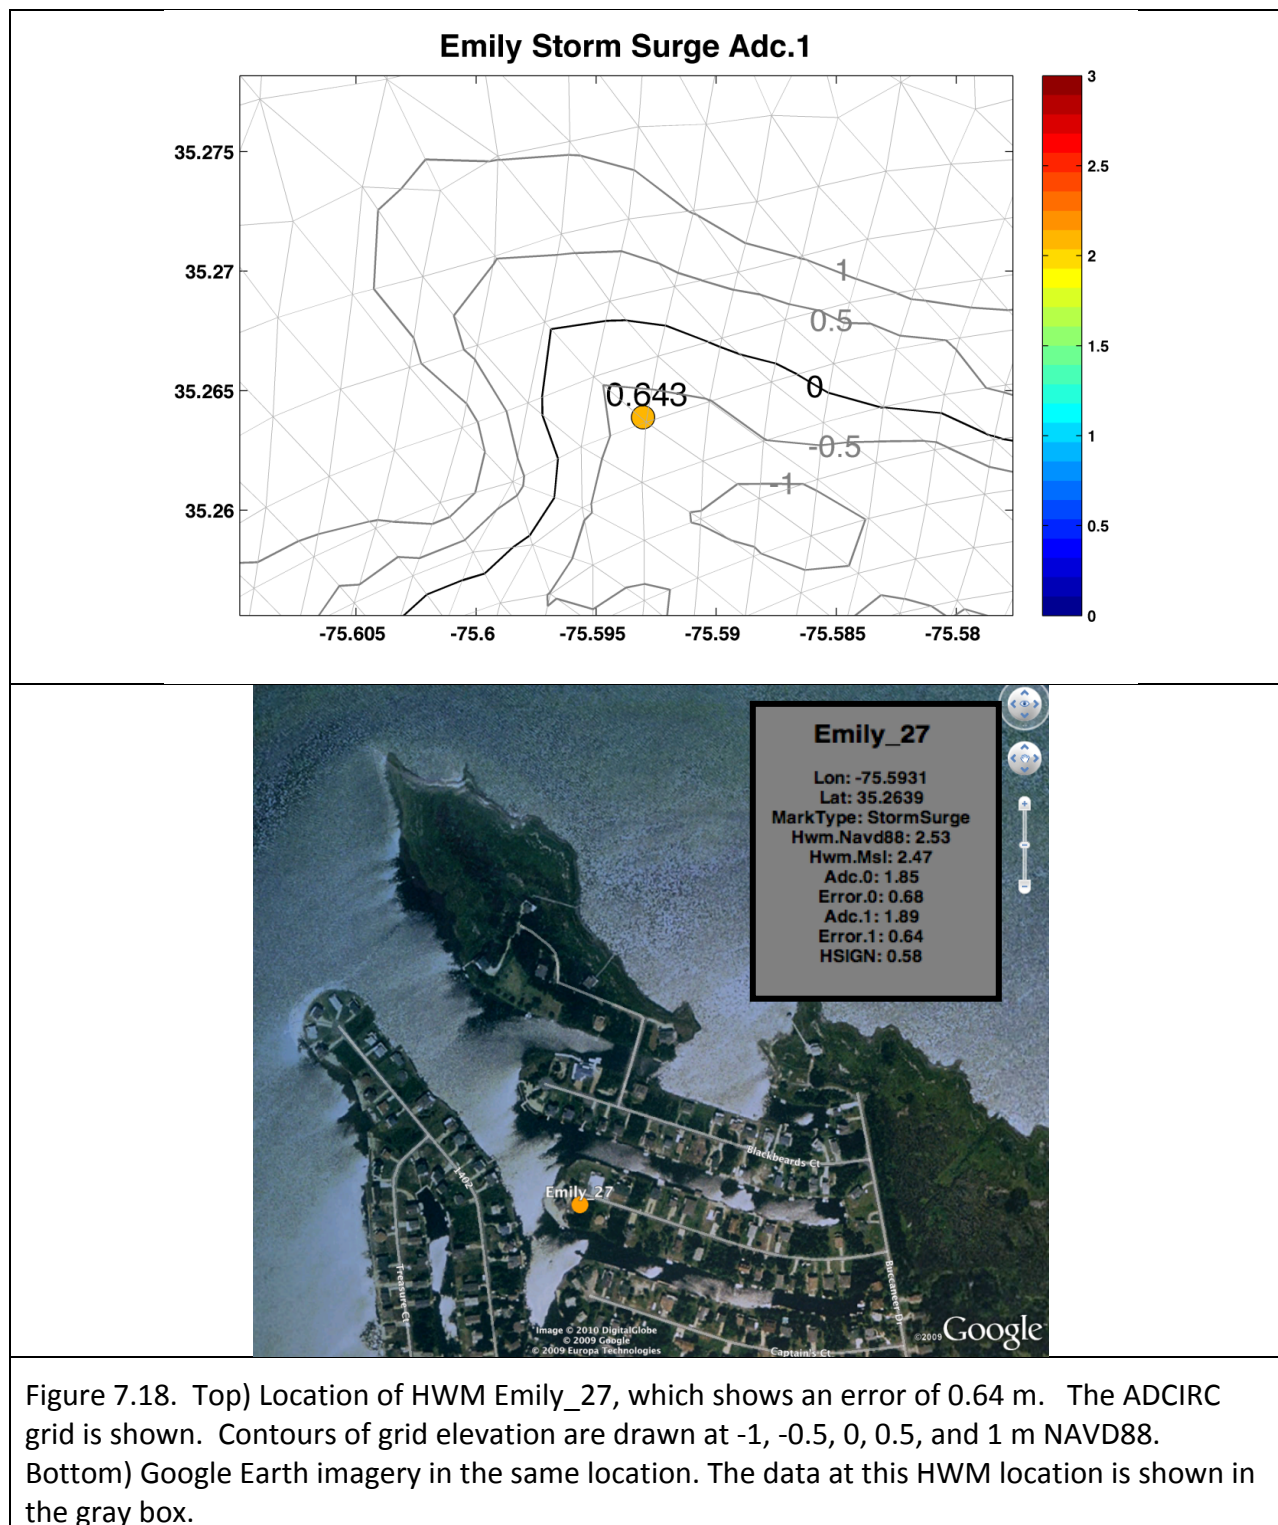 Emily Storm Surge Adc.1
35.275
35.27
35.265
35.26
-75.605
-75.6
-75.595
-75.59
-75.585
-75.58
1
0.5
0
0.643
-0.5
-1
3
2.5
2
1.5
1
0.5
0
Emily_27
Lon: -75.5931
Lat: 35.2639
MarkType: StormSurge
Hwm.Navd88: 2.53
Hwm.Msl: 2.47
Adc.0: 1.85
Error.0: 0.68
Adc.1: 1.89
Error.1: 0.64
HSIGN: 0.58
Blackbeards Ct
1402
Emily_27
Treasure Ct
Buccaneer Dr
Captain's Ct
Image © 2010 DigitalGlobe
© 2009 Google
© 2009 Europa Technologies
©2009 Google
Figure 7.18. Top) Location of HWM Emily_27, which shows an error of 0.64 m. The ADCIRC
grid is shown. Contours of grid elevation are drawn at -1, -0.5, 0, 0.5, and 1 m NAVD88.
Bottom) Google Earth imagery in the same location. The data at this HWM location is shown in
the gray box.